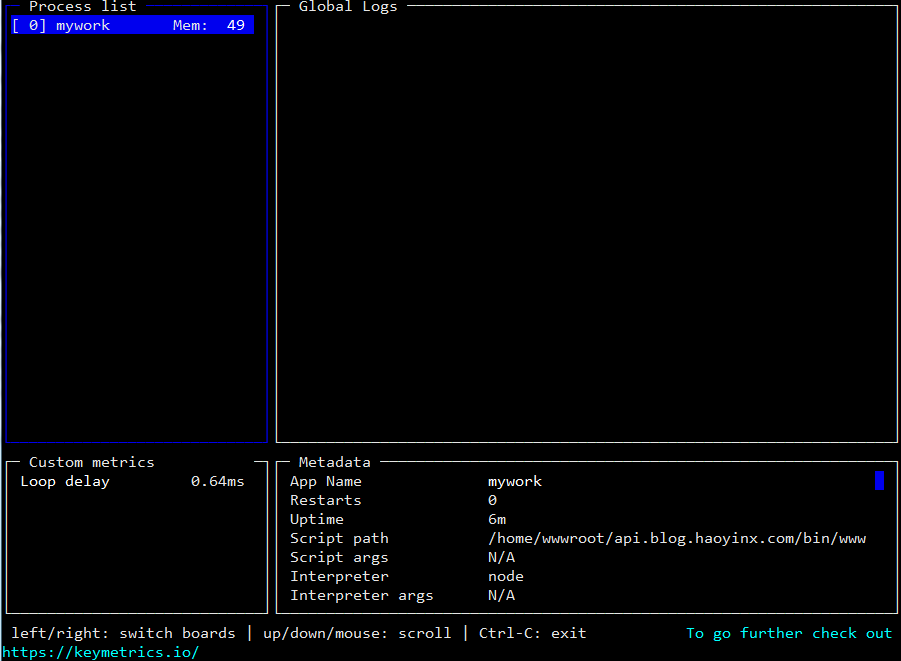 Process list
[ 0] mywork Mem: 49
Global Logs
Custom metrics
Loop delay 0.64ms
Metadata
App Name mywork
Restarts 0
Uptime 6m
Script path /home/wwwroot/api.blog.haoyinx.com/bin/www
Script args N/A
Interpreter node
Interpreter args N/A
left/right: switch boards | up/down/mouse: scroll | Ctrl-C: exit To go further check out
https://keymetrics.io/